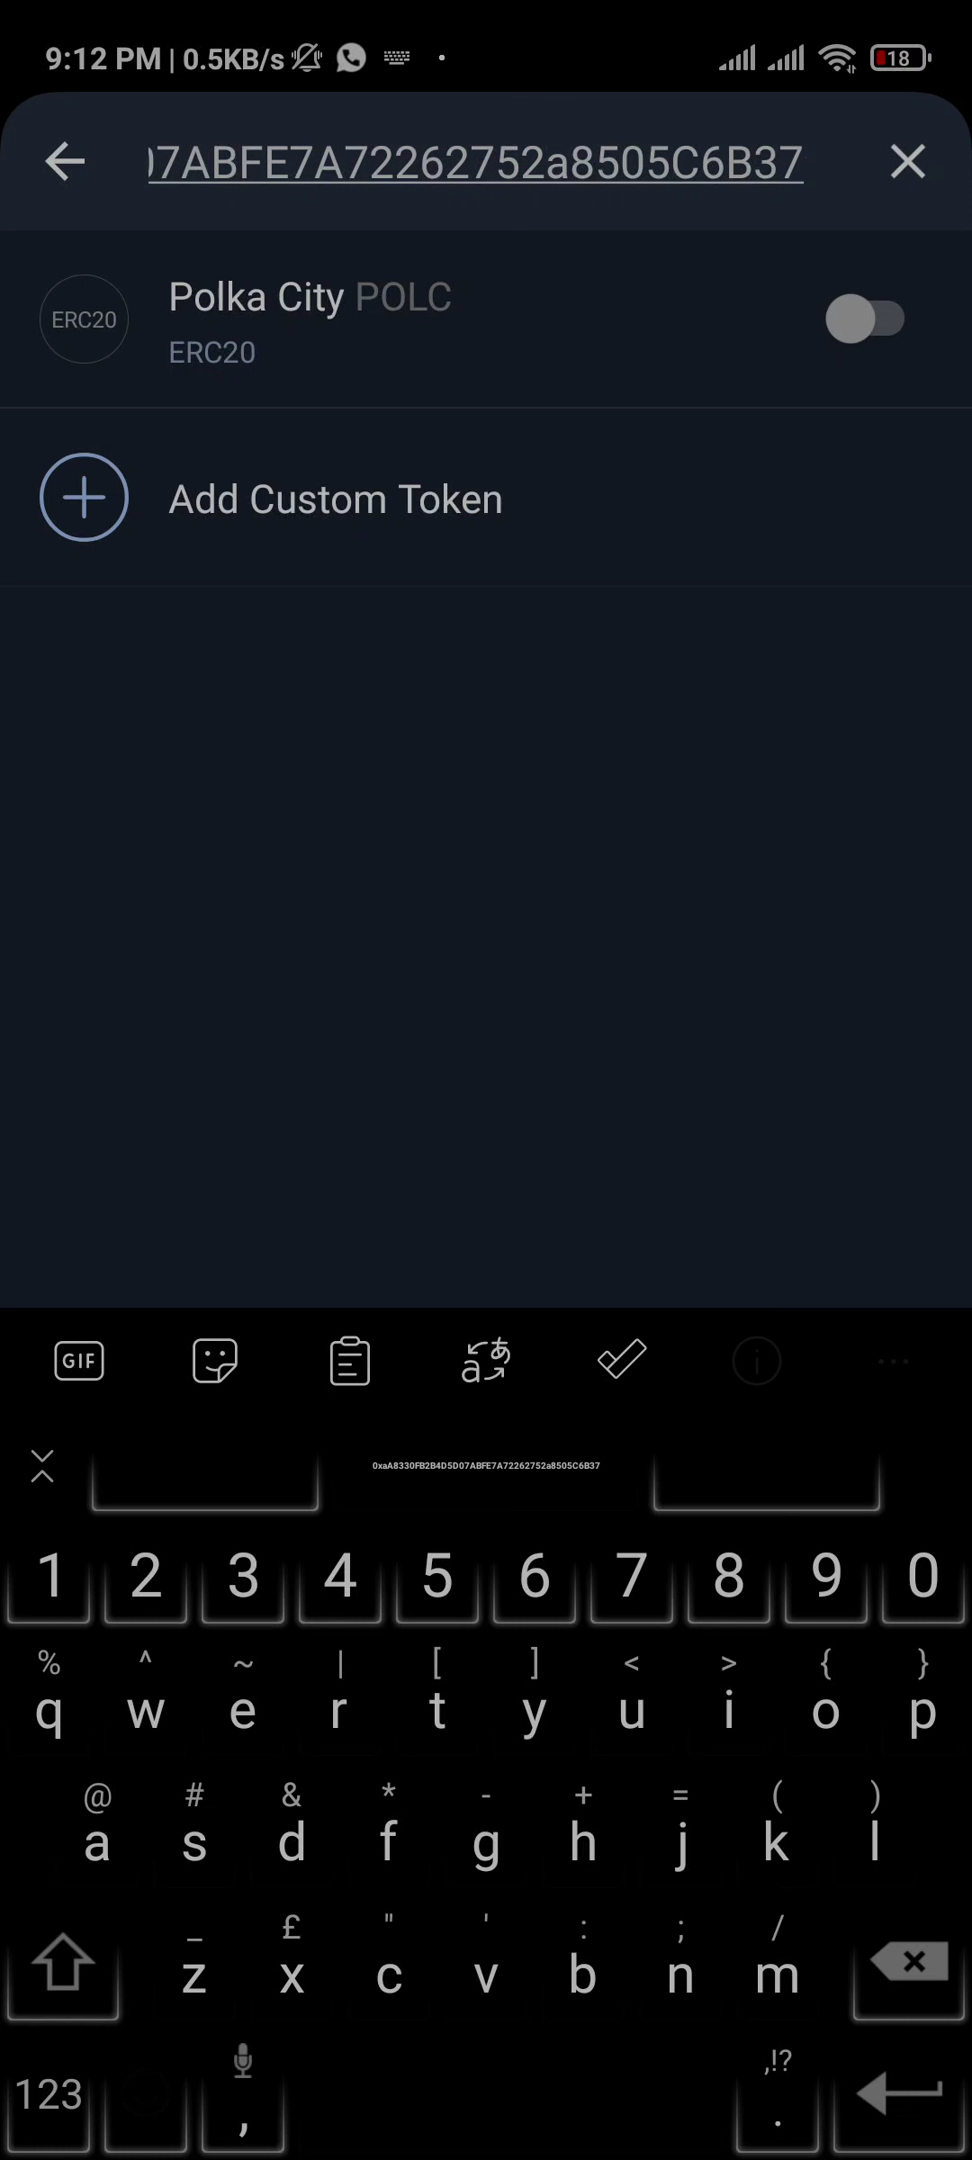 9:12 PM | 0.5KB/s
18
07ABFE7A72262752a8505C6B37
ERC20
Polka City POLC
ERC20
Add Custom Token
GIF
0xaA8330FB2B4D5D07ABFE7A72262752a8505C6B37
1 2 3 4 5 6 7 8 9 0
% ^ ~ | [ ] < > { }
q w e r t y u i o p
@ # & * - + = ( )
a s d f g h j k l
_ £ " ' : ; /
z x c v b n m
,!?
123 , .